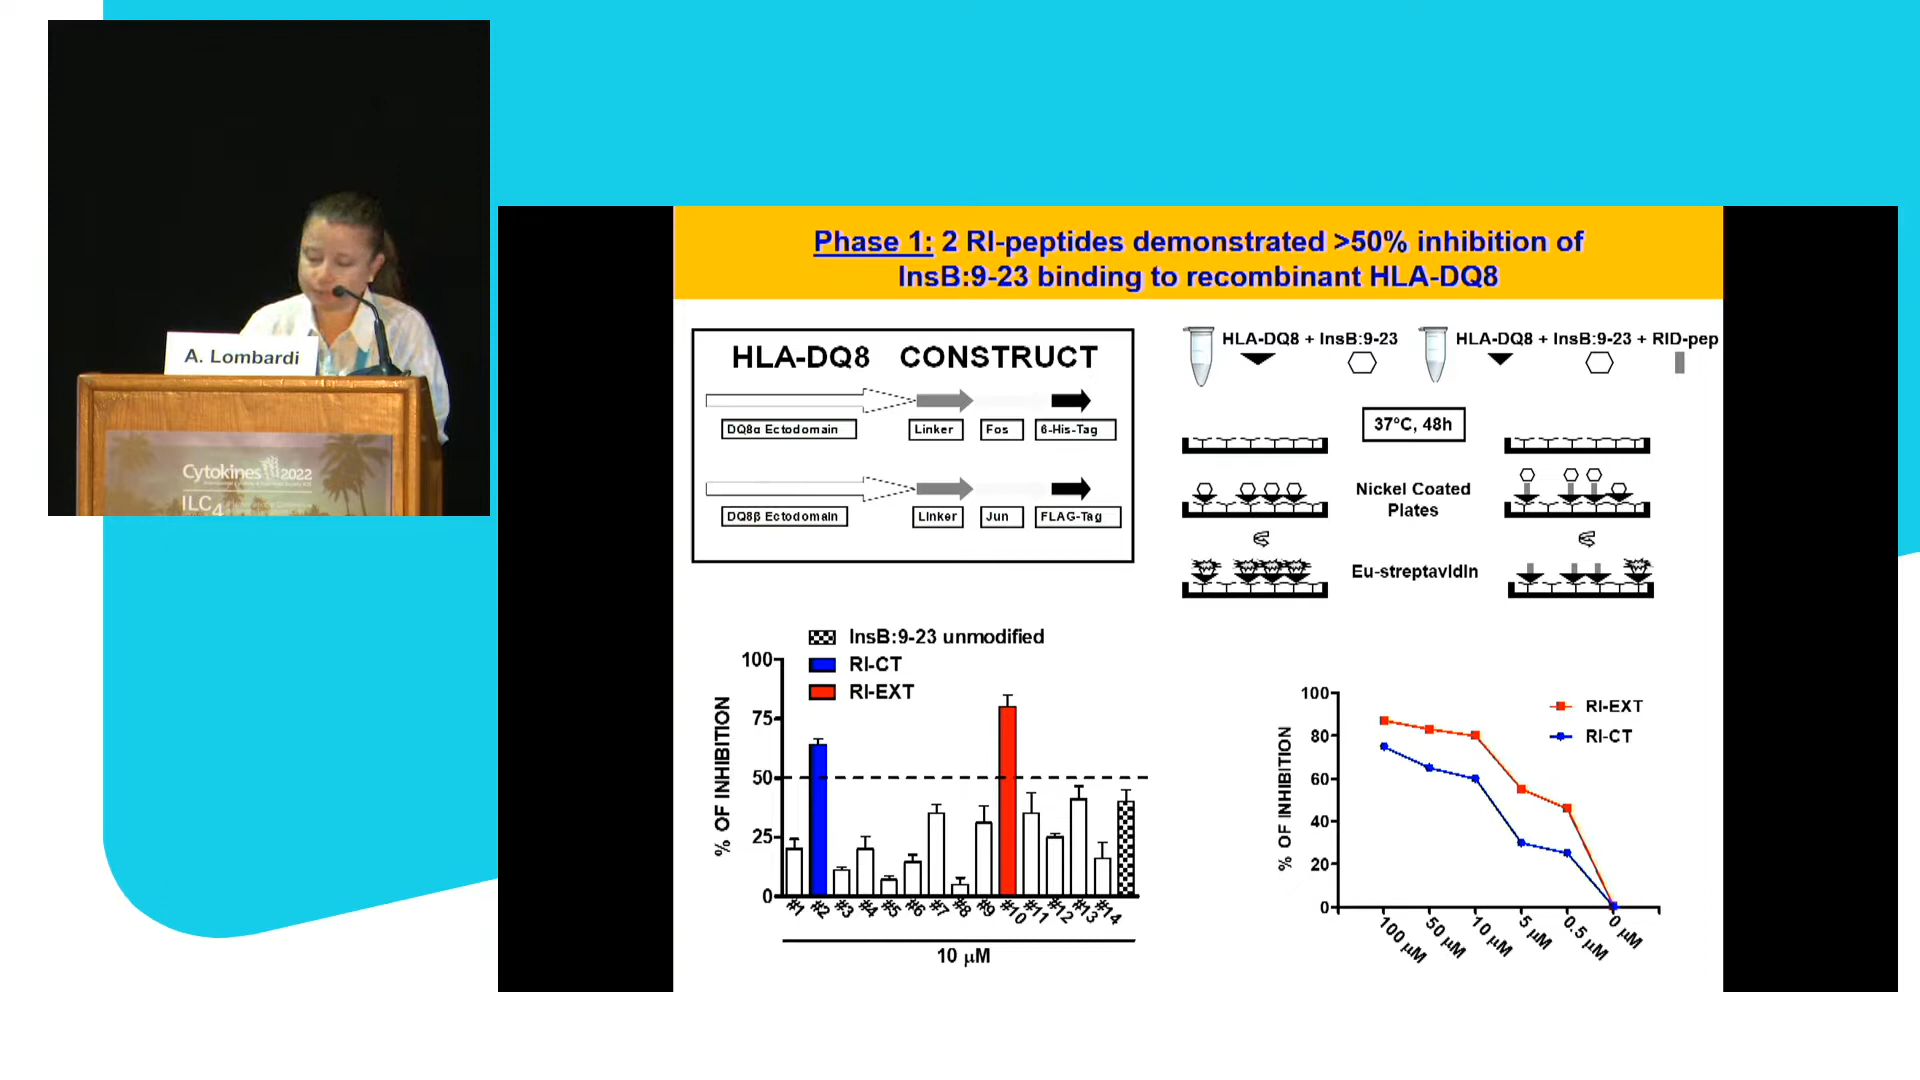 A. Lombardi
Cytokines 2022
ILC4
Phase 1: 2 RI-peptides demonstrated >50% inhibition of
InsB:9-23 binding to recombinant HLA-DQ8
HLA-DQ8 CONSTRUCT
DQ8α Ectodomain
Linker
Fos
6-His-Tag
DQ8β Ectodomain
Linker
Jun
FLAG-Tag
HLA-DQ8 + InsB:9-23
HLA-DQ8 + InsB:9-23 + RID-pep
37°C, 48h
Nickel Coated
Plates
Eu-streptavidin
InsB:9-23 unmodified
RI-CT
RI-EXT
% OF INHIBITION
100
75
50
25
0
#1 #2 #3 #4 #5 #6 #7 #8 #9 #10 #11 #12 #13 #14
10 µM
RI-EXT
RI-CT
% OF INHIBITION
100
80
60
40
20
0
100 µM 50 µM 10 µM 5 µM 0.5 µM 0 µM